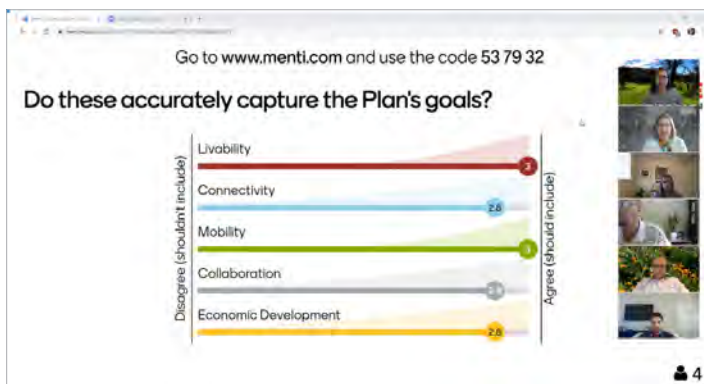 Go to www.menti.com and use the code 53 79 32
Do these accurately capture the Plan's goals?
Disagree (shouldn't include)
Livability
3
Connectivity
2.8
Mobility
3
Collaboration
Economic Development
2.8
Agree (should include)
4